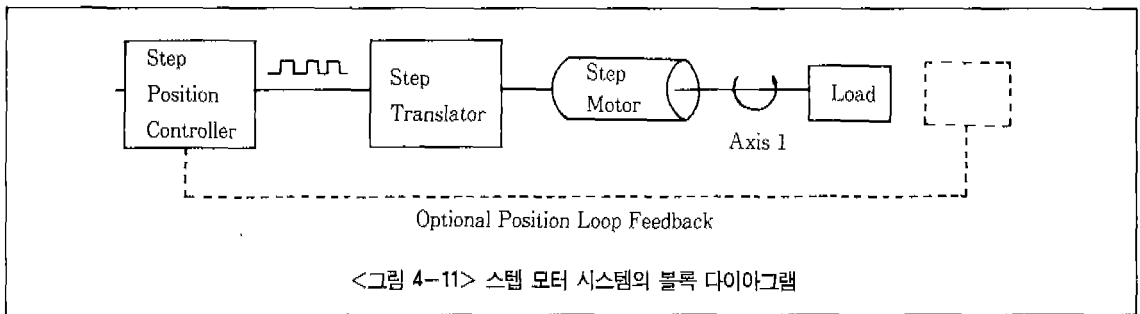 Step
Position
Controller
Step
Translator
Step
Motor
Axis 1
Load
Optional Position Loop Feedback
<그림 4-11> 스텝 모터 시스템의 블록 다이아그램